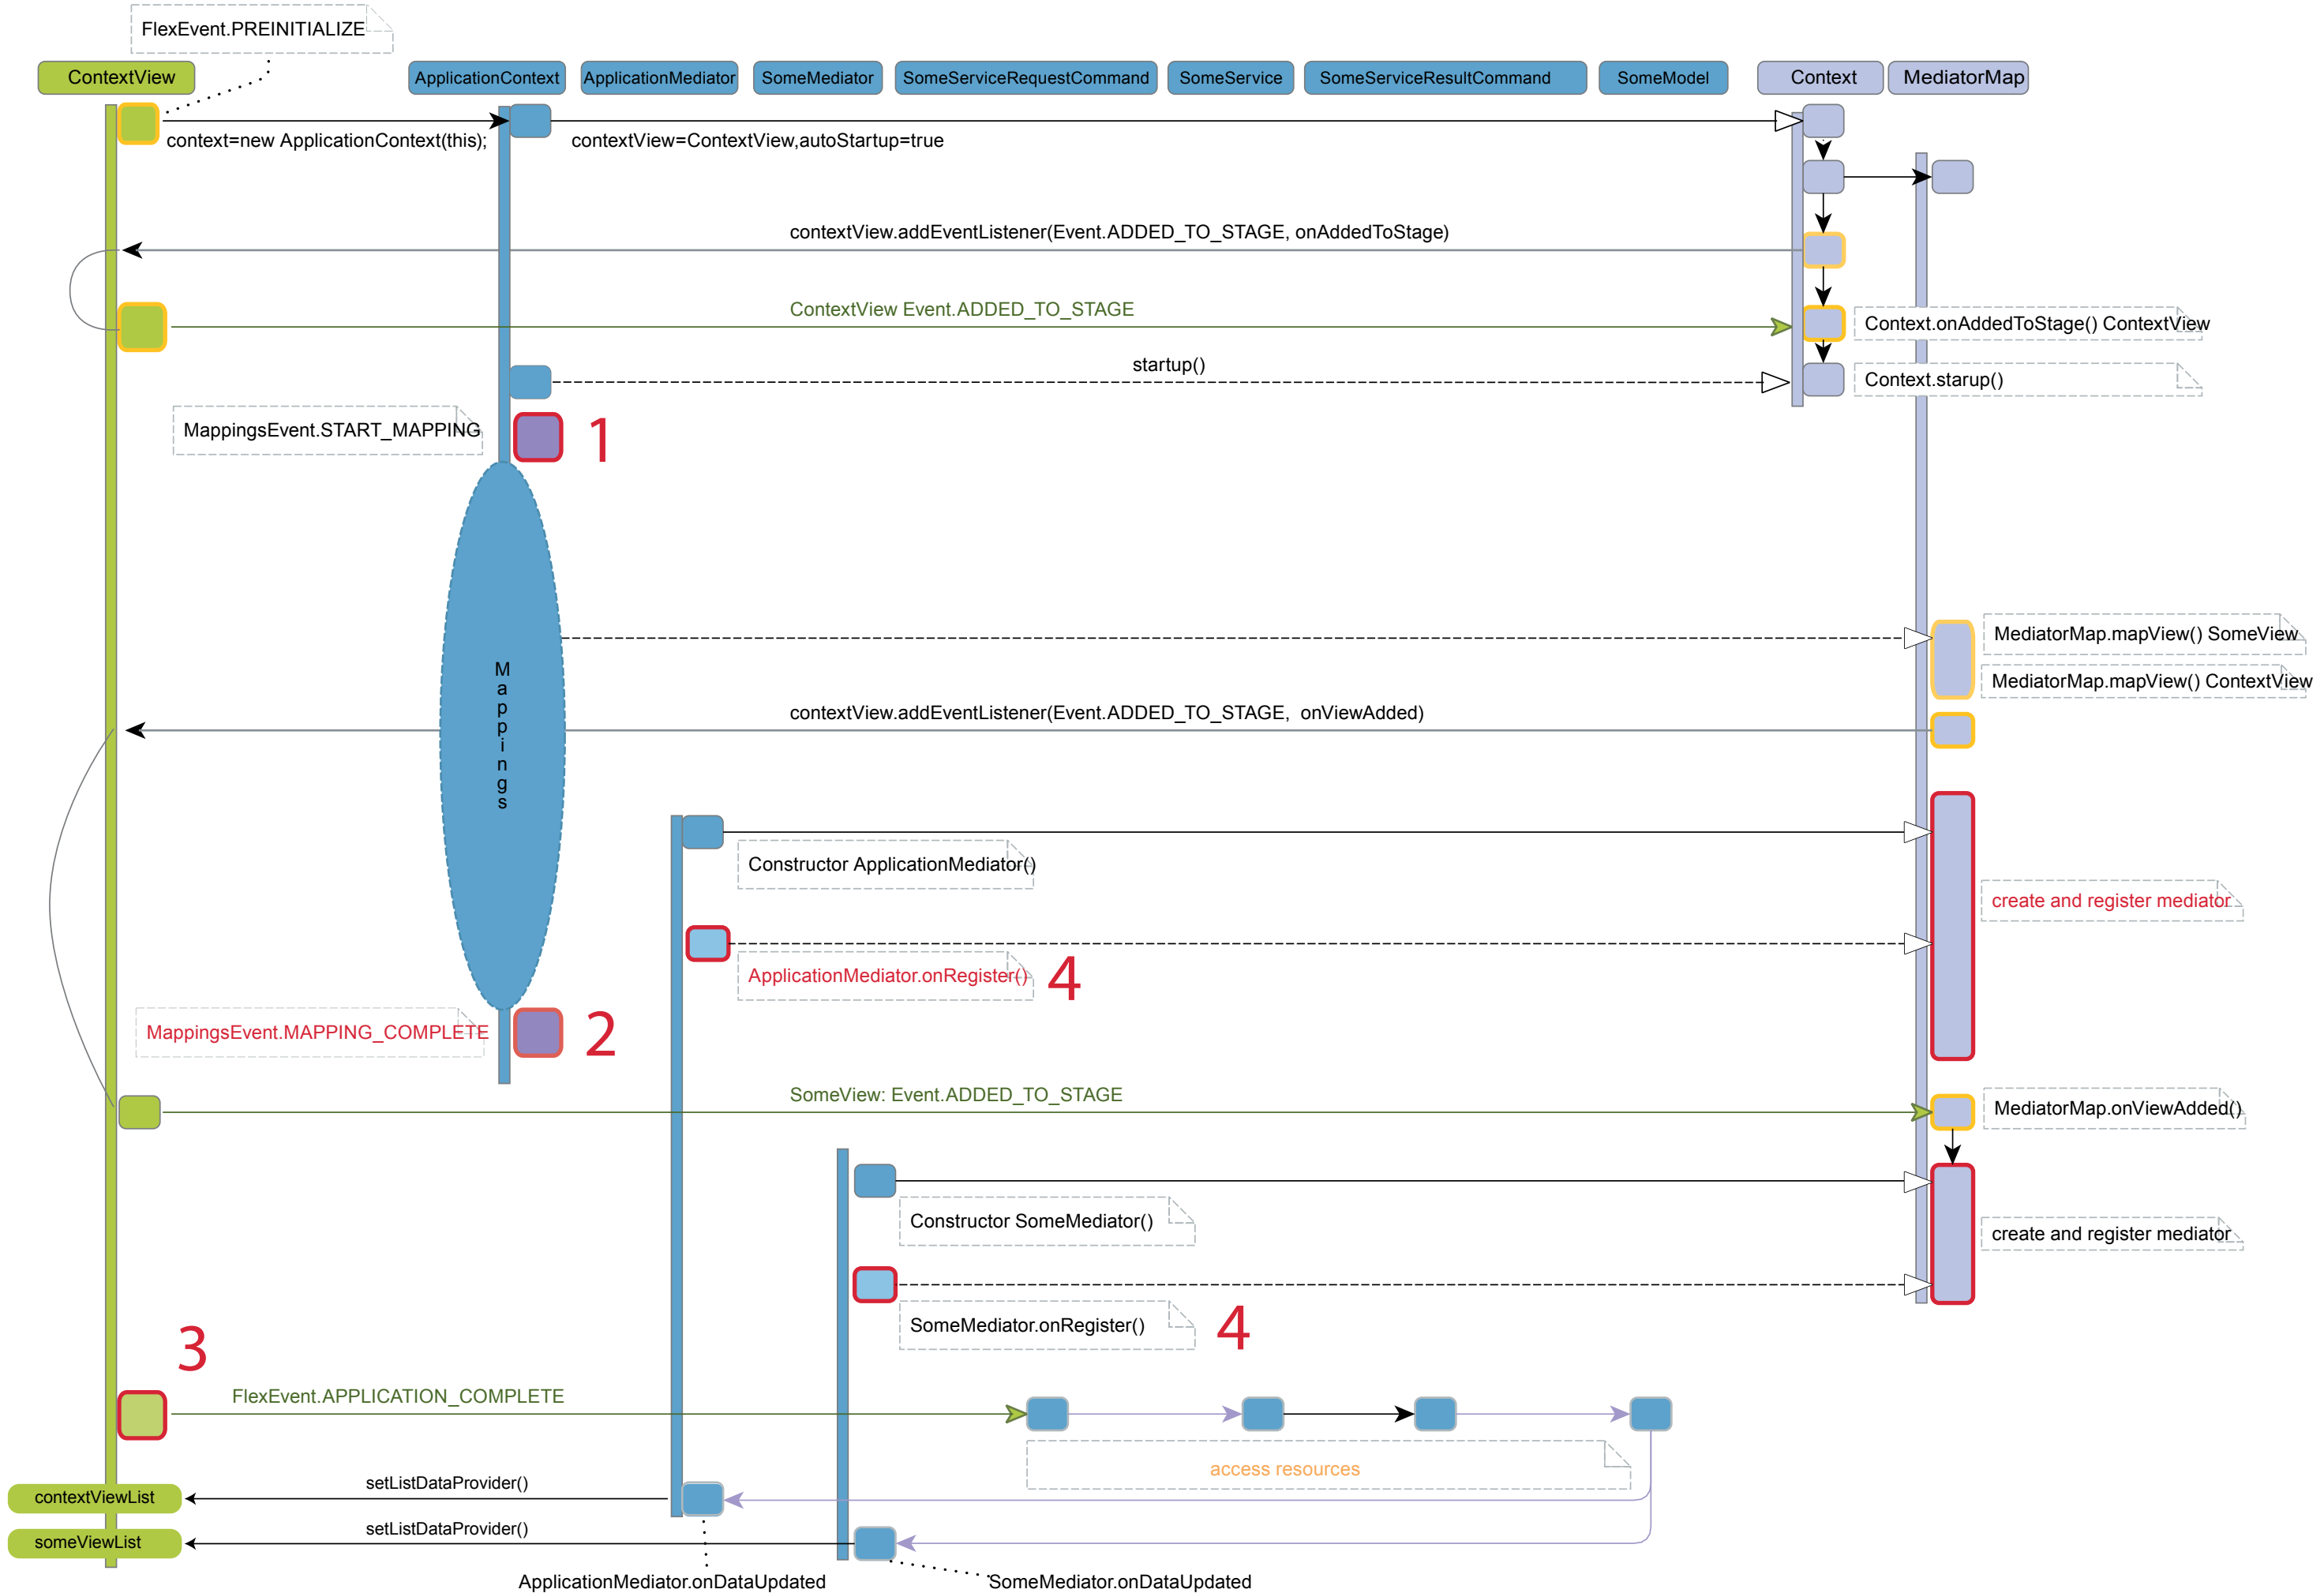 FlexEvent.PREINITIALIZE
ContextView
ApplicationContext
ApplicationMediator
SomeMediator
SomeServiceRequestCommand
SomeService
SomeServiceResultCommand
SomeModel
Context
MediatorMap
context=new ApplicationContext(this);
contextView=ContextView,autoStartup=true
contextView.addEventListener(Event.ADDED_TO_STAGE, onAddedToStage)
ContextView Event.ADDED_TO_STAGE
Context.onAddedToStage() ContextView
startup()
Context.starup()
MappingsEvent.START_MAPPING
1
MediatorMap.mapView() SomeView
Mappings
MediatorMap.mapView() ContextView
contextView.addEventListener(Event.ADDED_TO_STAGE, onViewAdded)
Constructor ApplicationMediator()
create and register mediator
ApplicationMediator.onRegister()
4
MappingsEvent.MAPPING_COMPLETE
2
SomeView: Event.ADDED_TO_STAGE
MediatorMap.onViewAdded()
Constructor SomeMediator()
create and register mediator
SomeMediator.onRegister()
4
3
FlexEvent.APPLICATION_COMPLETE
access resources
setListDataProvider()
contextViewList
setListDataProvider()
someViewList
ApplicationMediator.onDataUpdated
SomeMediator.onDataUpdated